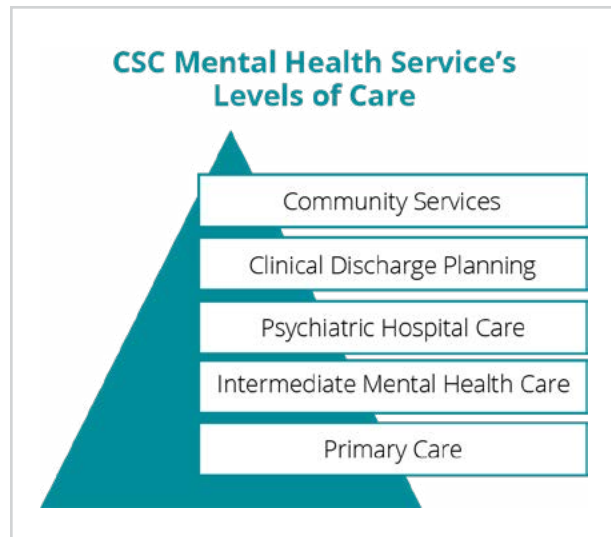 CSC Mental Health Service's
Levels of Care
Community Services
Clinical Discharge Planning
Psychiatric Hospital Care
Intermediate Mental Health Care
Primary Care